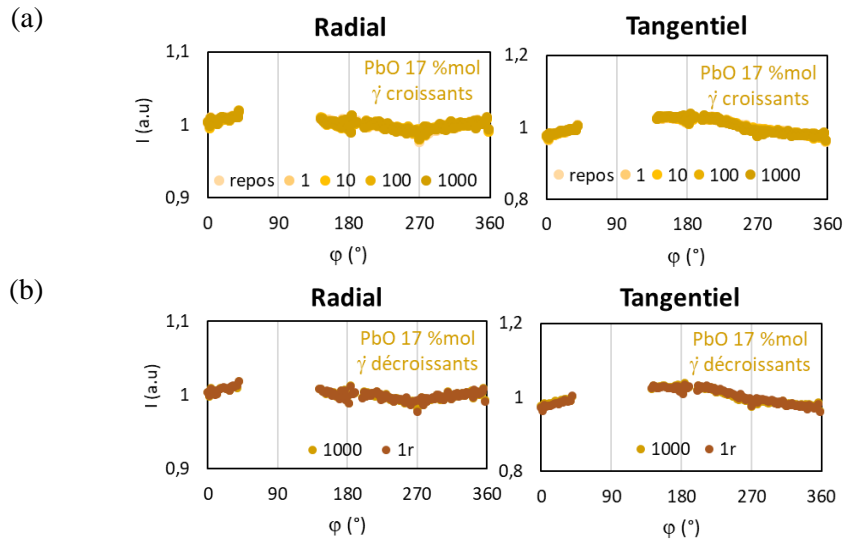 (a)
Radial
Tangentiel
1,1
1
0,9
I (a.u)
PbO 17 %mol
γ̇ croissants
repos 1 10 100 1000
0 90 180 270 360
φ (°)
1,2
1
0,8
PbO 17 %mol
γ̇ croissants
repos 1 10 100 1000
0 90 180 270 360
φ (°)
(b)
Radial
Tangentiel
1,1
1
0,9
I (a.u)
PbO 17 %mol
γ̇ décroissants
1000 1r
0 90 180 270 360
φ (°)
1,2
1
0,8
PbO 17 %mol
γ̇ décroissants
1000 1r
0 90 180 270 360
φ (°)